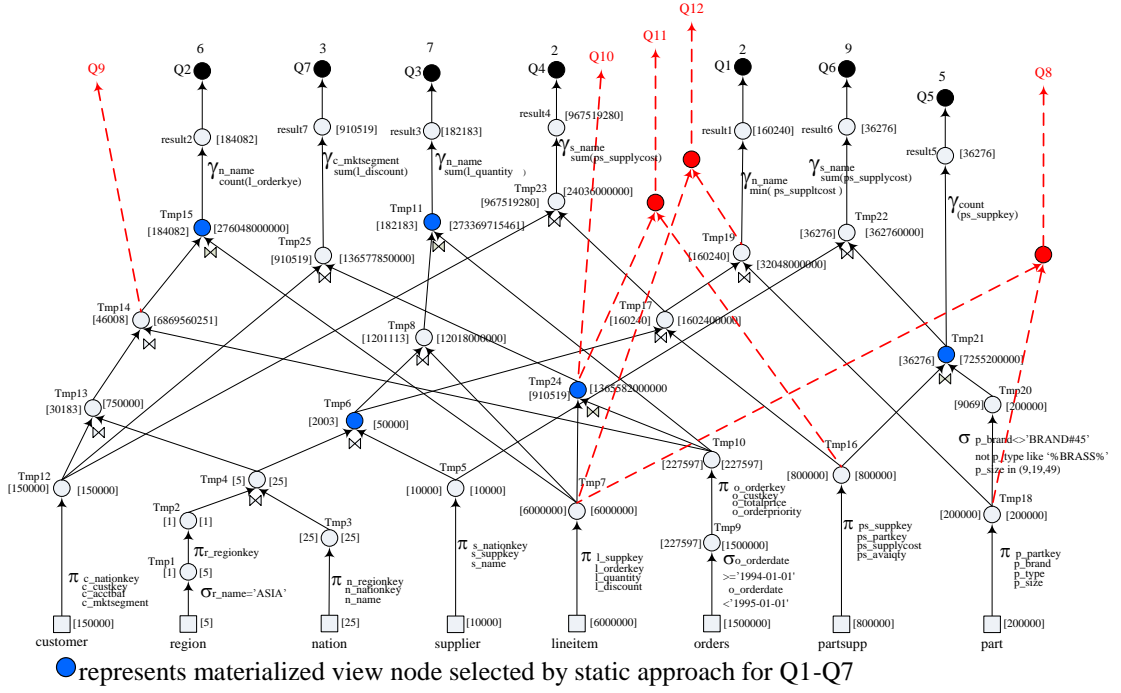 Q12
Q11
6
3
7
2
Q10
2
9
Q9
Q2
Q7
Q3
Q4
Q1
Q6
5
Q8
Q5
result2
[184082]
result7
[910519]
result3
[182183]
result4
[967519280]
result1
[160240]
result6
[36276]
result5
[36276]
γ n_name
count(l_orderkye)
γ c_mktsegment
sum(l_discount)
γ n_name
sum(l_quantity )
γ s_name
sum(ps_supplycost)
γ n_name
min( ps_suppltcost )
γ s_name
sum(ps_supplycost)
γ count
(ps_suppkey)
Tmp15
[184082]
[276048000000]
Tmp25
[910519]
[136577850000]
Tmp11
[182183]
[273369715461]
Tmp23
[967519280]
[24036000000]
Tmp19
[160240]
[32048000000]
Tmp22
[36276]
[362760000]
⋈
⋈
⋈
⋈
⋈
⋈
Tmp14
[46008]
[6869560251]
⋈
Tmp8
[1201113]
[12018000000]
⋈
Tmp17
[160240]
[1602400000]
⋈
Tmp21
[36276]
[7255200000]
⋈
Tmp13
[30183]
[750000]
⋈
Tmp6
[2003]
[50000]
⋈
Tmp24
[910519]
[1365582000000
⋈
Tmp20
[9069]
[200000]
σ p_brand<>'BRAND#45'
not p_type like '%BRASS%'
p_size in (9,19,49)
Tmp12
[150000]
[150000]
Tmp4
[5]
[25]
⋈
Tmp5
[10000]
[10000]
Tmp7
[6000000]
[6000000]
Tmp10
[227597]
[227597]
Tmp16
[800000]
[800000]
Tmp18
[200000]
[200000]
Tmp2
[1]
[1]
Tmp3
[25]
[25]
π r_regionkey
Tmp1
[1]
[5]
σ r_name='ASIA'
π o_orderkey
o_custkey
o_totalprice
o_orderpriority
Tmp9
[227597]
[1500000]
σ o_orderdate
>='1994-01-01'
o_orderdate
<'1995-01-01'
π c_nationkey
c_custkey
c_acctbal
c_mktsegment
π n_regionkey
n_nationkey
n_name
π s_nationkey
s_suppkey
s_name
π l_suppkey
l_orderkey
l_quantity
l_discount
π ps_suppkey
ps_partkey
ps_supplycost
ps_avaiqty
π p_partkey
p_brand
p_type
p_size
[150000]
[5]
[25]
[10000]
[6000000]
[1500000]
[800000]
[200000]
customer
region
nation
supplier
lineitem
orders
partsupp
part
represents materialized view node selected by static approach for Q1-Q7